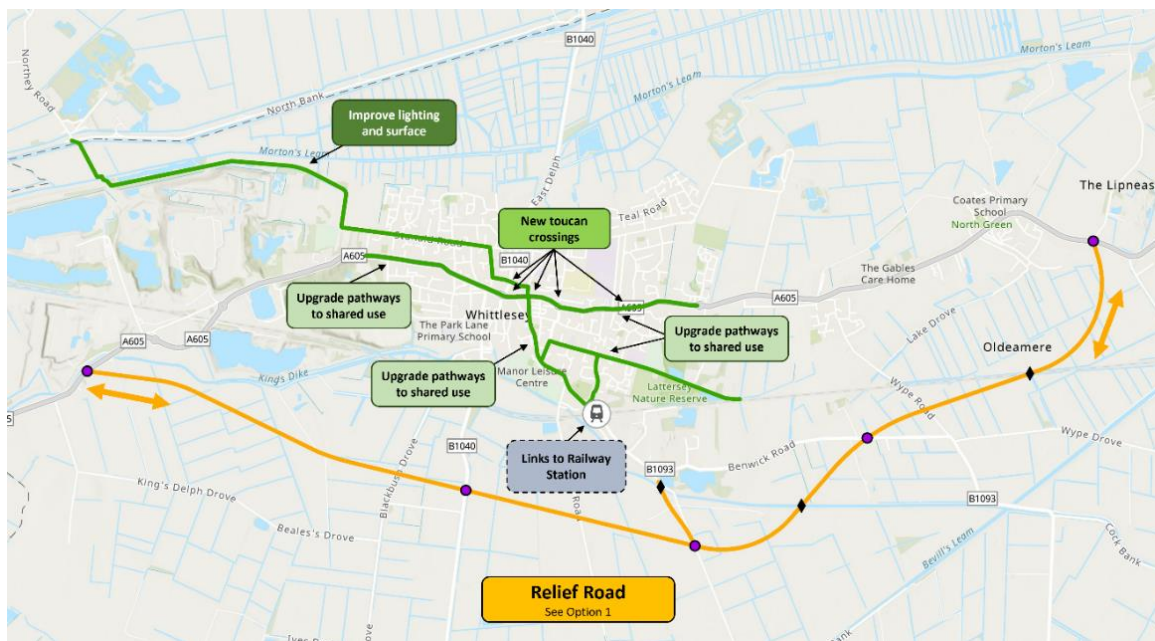 Northey Road
B1040
Morton's Leam
Morton's Leam
North Bank
Improve lighting
and surface
Morton's Leam
East Delph
Teal Road
The Lipneas
Coates Primary
School
North Green
New toucan
crossings
B1040
A605
The Gables
Care Home
A605
A605
Upgrade pathways
to shared use
Whittlesey
The Park Lane
Primary School
Upgrade pathways
to shared use
Lake Drove
Oldeamere
A605
A605
King's Dike
Upgrade pathways
to shared use
Manor Leisure
Centre
Lattersey
Nature Reserve
Wype Road
B1040
Links to Railway
Station
B1093
Benwick Road
Wype Drove
Blackbush Drove
King's Delph Drove
Road
B1093
Beales's Drove
Bevill's Leam
Cock Bank
Relief Road
See Option 1